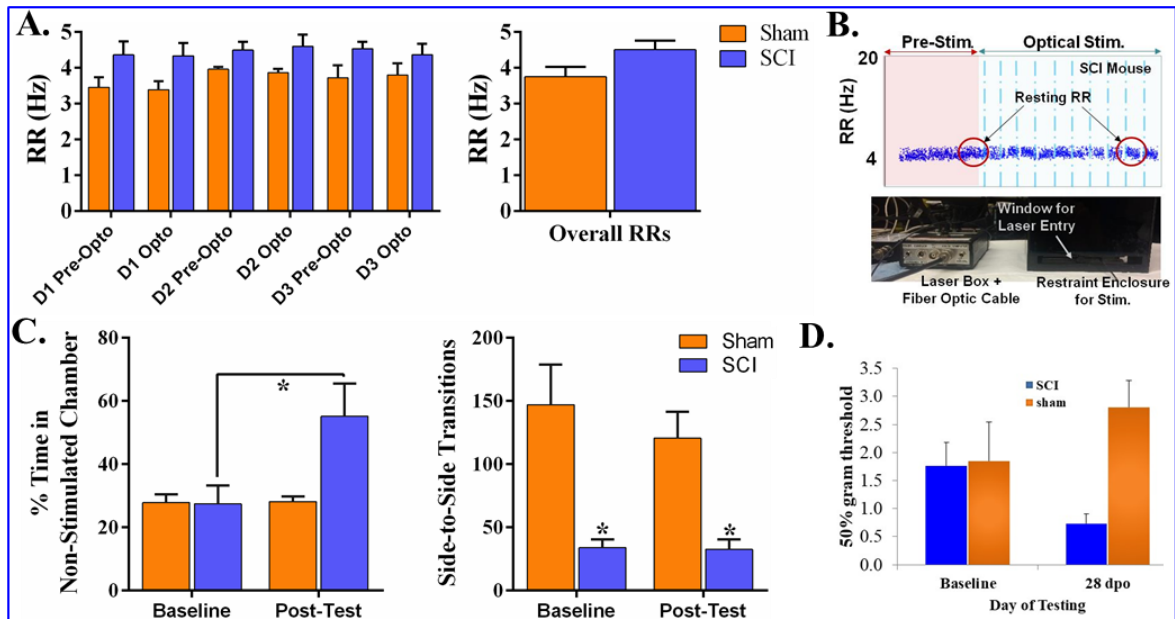 A.
RR (Hz)
5
4
3
2
1
0
D1 Pre-Opto
D1 Opto
D2 Pre-Opto
D2 Opto
D3 Pre-Opto
D3 Opto
RR (Hz)
5
4
3
2
1
0
Overall RRs
Sham
SCI
B.
Pre-Stim.
Optical Stim.
RR (Hz)
20
4
SCI Mouse
Resting RR
Window for
Laser Entry
Laser Box +
Fiber Optic Cable
Restraint Enclosure
for Stim.
C.
% Time in
Non-Stimulated Chamber
80
60
40
20
0
*
Baseline
Post-Test
Side-to-Side Transitions
200
150
100
50
0
Sham
SCI
*
*
Baseline
Post-Test
D.
50% gram threshold
3.5
3.0
2.5
2.0
1.5
1.0
0.5
0.0
SCI
sham
Baseline
28 dpo
Day of Testing